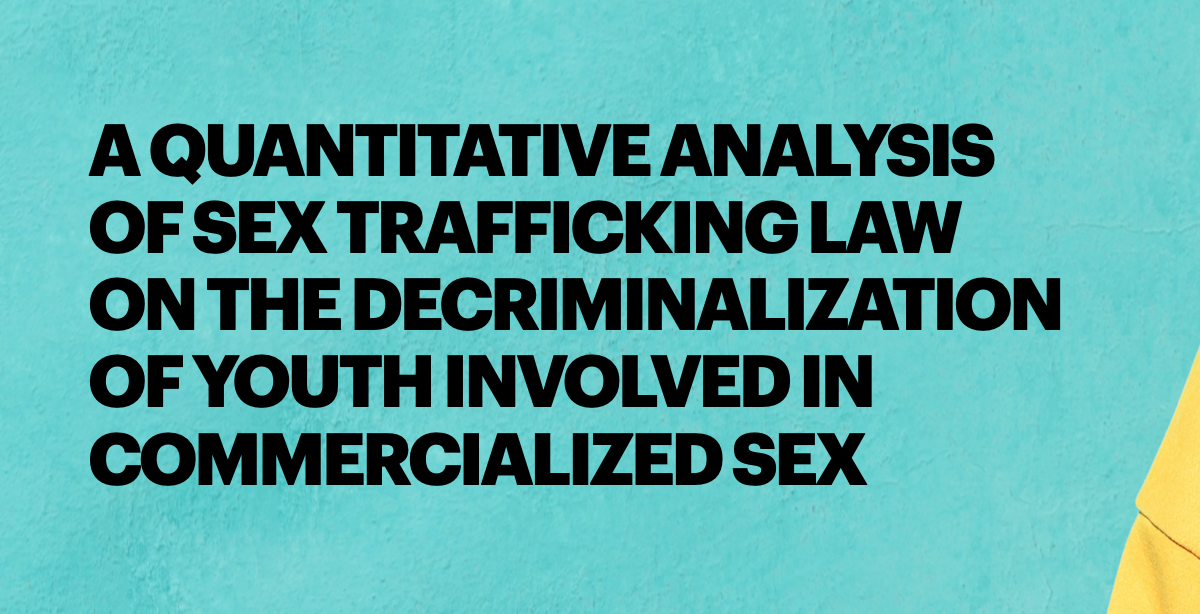 A QUANTITATIVE ANALYSIS
OF SEX TRAFFICKING LAW
ON THE DECRIMINALIZATION
OF YOUTH INVOLVED IN
COMMERCIALIZED SEX